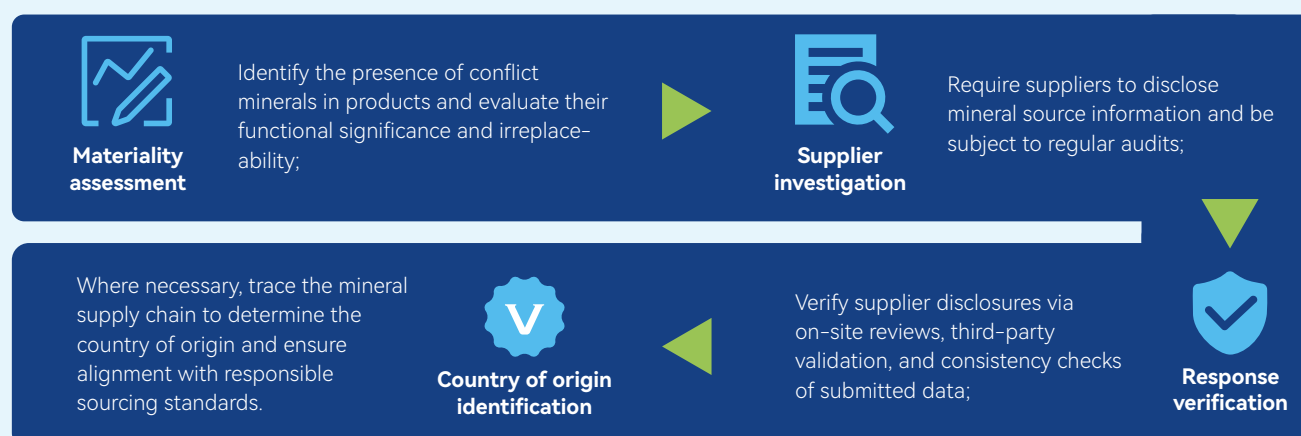 Materiality
assessment
Identify the presence of conflict
minerals in products and evaluate their
functional significance and irreplace-
ability;
Supplier
investigation
Require suppliers to disclose
mineral source information and be
subject to regular audits;
Response
verification
Verify supplier disclosures via
on-site reviews, third-party
validation, and consistency checks
of submitted data;
V
Country of origin
identification
Where necessary, trace the mineral
supply chain to determine the
country of origin and ensure
alignment with responsible
sourcing standards.